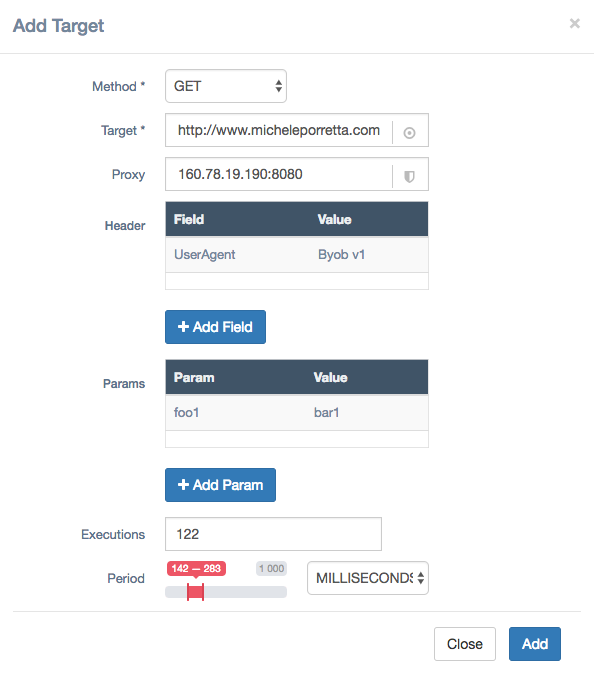 Add Target ×
Method * GET
Target * http://www.micheleporretta.com
Proxy 160.78.19.190:8080
Header Field Value
UserAgent Byob v1
+ Add Field
Params Param Value
foo1 bar1
+ Add Param
Executions 122
142 — 283 1 000
Period MILLISECONDS
Close Add